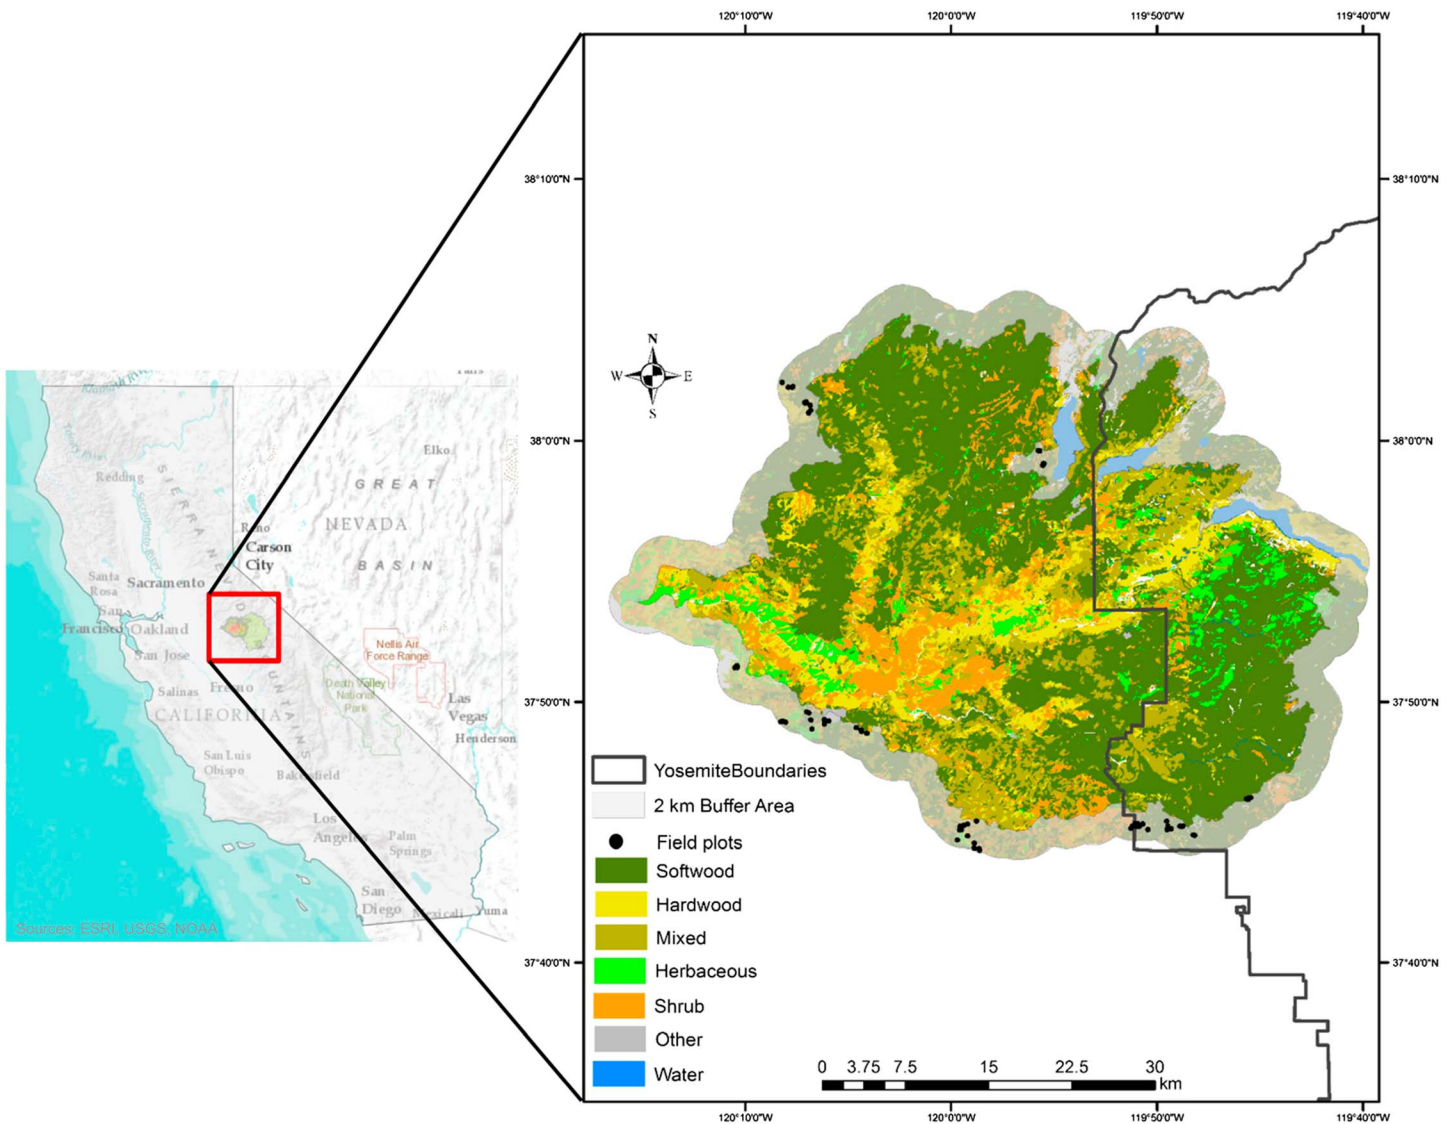 120°10'0"W
120°0'0"W
119°50'0"W
119°40'0"W
38°10'0"N
38°10'0"N
N
W
E
S
38°0'0"N
38°0'0"N
37°50'0"N
37°50'0"N
37°40'0"N
37°40'0"N
Elko
Redding
GREAT
SIERRA
NEVADA
Reno
Carson
City
BASIN
Santa
Rosa
Sacramento
San
Francisco
Oakland
San Jose
Nellis Air
Force Range
Salinas
Fresno
Death Valley
National
Park
Las
Vegas
CALIFORNIA
Henderson
San Luis
Obispo
Bakersfield
Los
Angeles
Palm
Springs
San
Diego
Mexicali
Yuma
Sources: ESRI, USGS, NOAA
YosemiteBoundaries
2 km Buffer Area
Field plots
Softwood
Hardwood
Mixed
Herbaceous
Shrub
Other
Water
0 3.75 7.5 15 22.5 30
km
120°10'0"W
120°0'0"W
119°50'0"W
119°40'0"W